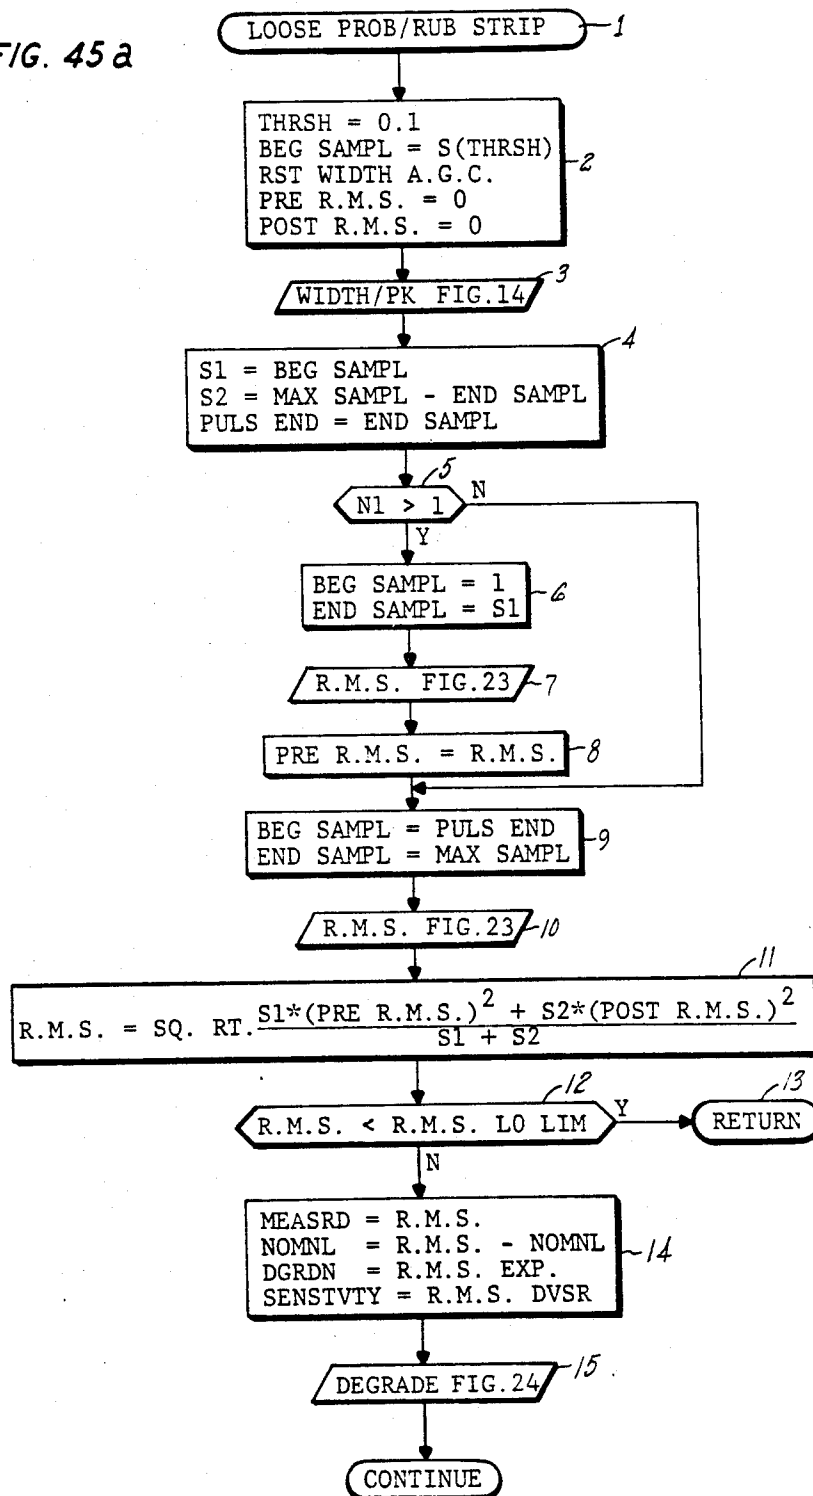 FIG. 45a
LOOSE PROB/RUB STRIP
1
THRSH = 0.1
BEG SAMPL = S(THRSH)
RST WIDTH A.G.C.
PRE R.M.S. = 0
POST R.M.S. = 0
2
WIDTH/PK FIG.14
3
S1 = BEG SAMPL
S2 = MAX SAMPL - END SAMPL
PULS END = END SAMPL
4
N1 > 1
5
N
Y
BEG SAMPL = 1
END SAMPL = S1
6
R.M.S. FIG.23
7
PRE R.M.S. = R.M.S.
8
BEG SAMPL = PULS END
END SAMPL = MAX SAMPL
9
R.M.S. FIG.23
10
11
R.M.S. = SQ. RT. S1*(PRE R.M.S.)² + S2*(POST R.M.S.)²
S1 + S2
R.M.S. < R.M.S. LO LIM
12
Y
RETURN
13
N
MEASRD = R.M.S.
NOMNL = R.M.S. - NOMNL
DGRDN = R.M.S. EXP.
SENSTVTY = R.M.S. DVSR
14
DEGRADE FIG.24
15
CONTINUE